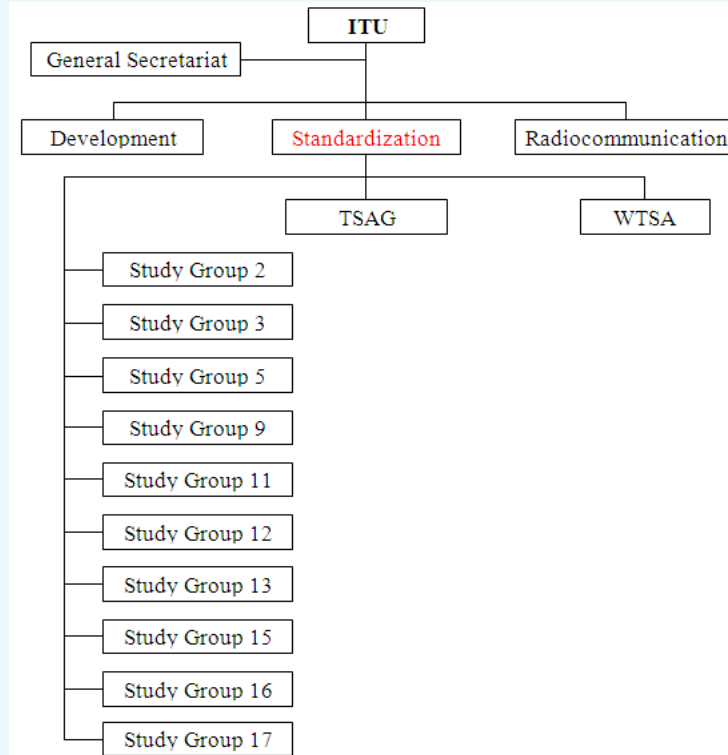 ITU
General Secretariat
Development
Standardization
Radiocommunication
TSAG
WTSA
Study Group 2
Study Group 3
Study Group 5
Study Group 9
Study Group 11
Study Group 12
Study Group 13
Study Group 15
Study Group 16
Study Group 17